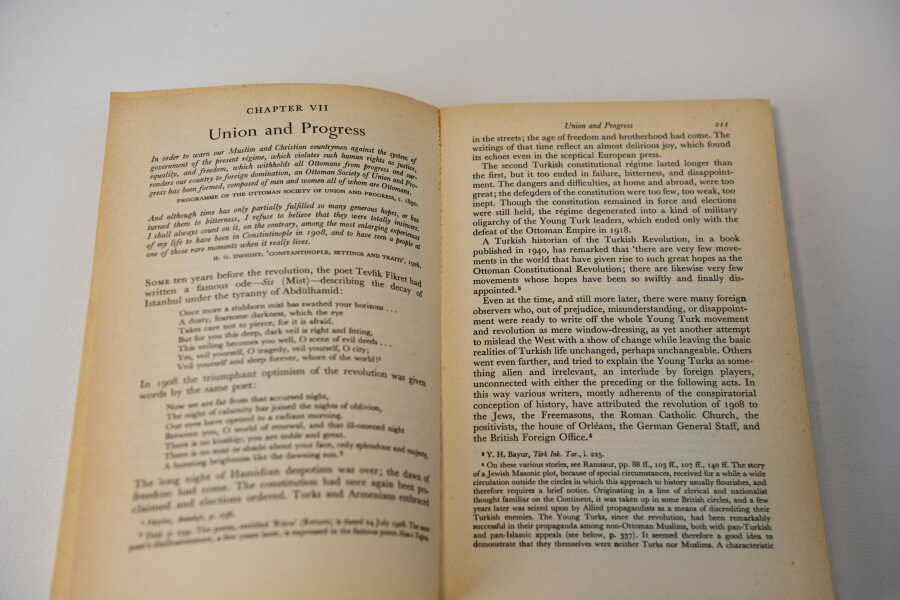 CHAPTER VII
Union and Progress
In order to warn our Muslim and Christian countrymen against the system of
government of the present régime, which violates such human rights as justice,
equality, and freedom, which withholds all Ottomans from progress and sur-
renders our country to foreign domination, an Ottoman Society of Union and Pro-
gress has been formed, composed of men and women all of whom are Ottomans.
PROGRAMME OF THE OTTOMAN SOCIETY OF UNION AND PROGRESS, c. 1890.
And although time has only partially fulfilled so many generous hopes, or has
turned them to bitterness, I refuse to believe that they were totally insincere.
I shall always count on it, on the contrary, among the most enlarging experiences
of my life to have been in Constantinople in 1908, and to have seen a people at
one of those rare moments when it really lives.
H. G. DWIGHT, 'CONSTANTINOPLE, SETTINGS AND TRAITS', 1926.
SOME ten years before the revolution, the poet Tevfik Fikret had
written a famous ode—Sis (Mist)—describing the decay of
Istanbul under the tyranny of Abdülhamid:
Once more a stubborn mist has swathed your horizons . . .
A dusty, fearsome darkness, which the eye
Takes care not to pierce, for it is afraid.
But for you this deep, dark veil is right and fitting,
This veiling becomes you well, O scene of evil deeds . . .
Yes, veil yourself, O tragedy, veil yourself, O city;
Veil yourself and sleep forever, whore of the world!¹
In 1908 the triumphant optimism of the revolution was given
words by the same poet:
Now we are far from that accursed night,
The night of calamity has joined the nights of oblivion,
Our eyes have opened to a radiant morning.
Between you, O world of renewal, and that ill-omened night
There is no kinship; you are noble and great.
There is no mist or shade about your face, only splendour and majesty,
A bursting brightness like the dawning sun.²
The long night of Hamidian despotism was over; the dawn of
freedom had come. The constitution had once again been pro-
claimed and elections ordered. Turks and Armenians embraced
p. 298.
p. 299. The poem, entitled is dated 24 July 1908. The
a few years later, is expressed in the famous poem
Union and Progress 211
in the streets; the age of freedom and brotherhood had come. The
writings of that time reflect an almost delirious joy, which found
its echoes even in the sceptical European press.
The second constitutional régime lasted longer than
the first, but it too ended in failure, bitterness, and disappoint-
ment. The dangers and difficulties, at home and abroad, were too
great; the defenders of the constitution were too few, too weak, too
inept. Though the constitution remained in force and elections
were still held, the régime degenerated into a kind of military
oligarchy of the Young Turk leaders, which ended only with the
defeat of the Ottoman Empire in 1918.
A Turkish historian of the Turkish Revolution, in a book
published in 1940, has remarked that 'there are very few move-
ments in the world that have given rise to such great hopes as the
Ottoman Constitutional Revolution; there are likewise very few
movements whose hopes have been so swiftly and finally dis-
appointed.³
Even at the time, and still more later, there were many foreign
observers who, out of prejudice, misunderstanding, or disappoint-
ment were ready to write off the whole Young Turk movement
and revolution as mere window-dressing, as yet another attempt
to mislead the West with a show of change while leaving the basic
realities of Turkish life unchanged, perhaps unchangeable. Others
went even further, and tried to explain the Young Turks as some-
thing alien and irrelevant, an interlude by foreign players,
unconnected with either the preceding or the following acts. In
this way various writers, mostly adherents of the conspiratorial
conception of history, have attributed the revolution of 1908 to
the Jews, the Freemasons, the Roman Catholic Church, the
positivists, the house of Orléans, the German General Staff, and
the British Foreign Office.⁴
³ Y. H. Bayur, Türk Ink. Tar., i. 225.
⁴ On these various stories, see Ramsaur, pp. 88 ff., 103 ff., 107 ff., 140 ff. The story
of a Jewish Masonic plot, because of special circumstances, received for a while a wide
circulation outside the circles in which this approach to history usually flourishes, and
therefore requires a brief notice. Originating in a line of clerical and nationalist
thought familiar on the Continent, it was taken up in some British circles, and a few
years later was seized upon by Allied propagandists as a means of discrediting their
Turkish enemies. The Young Turks, since the revolution, had been remarkably
successful in their propaganda among non-Ottoman Muslims, both with pan-Turkish
and pan-Islamic appeals (see below, p. 337). It seemed therefore a good idea to
demonstrate that they themselves were neither Turks nor Muslims. A characteristic